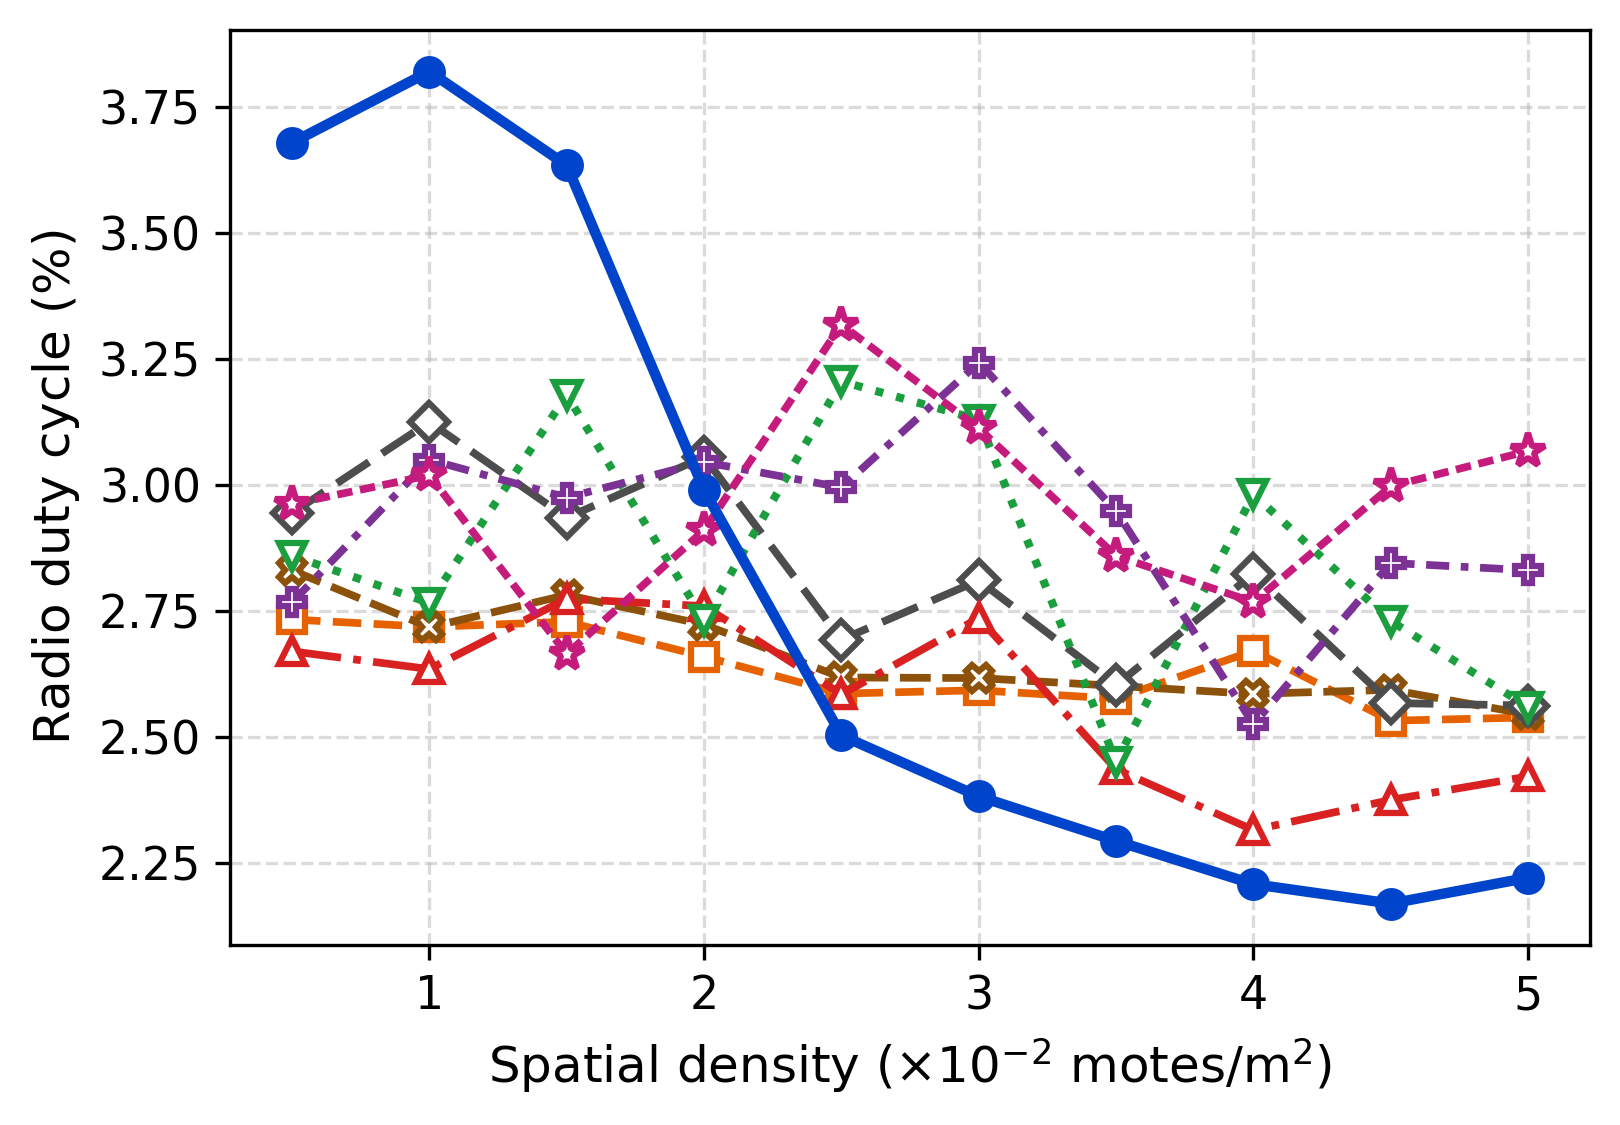 3.75
3.50
3.25
3.00
2.75
2.50
2.25
Radio duty cycle (%)
1 2 3 4 5
Spatial density (×10⁻² motes/m²)